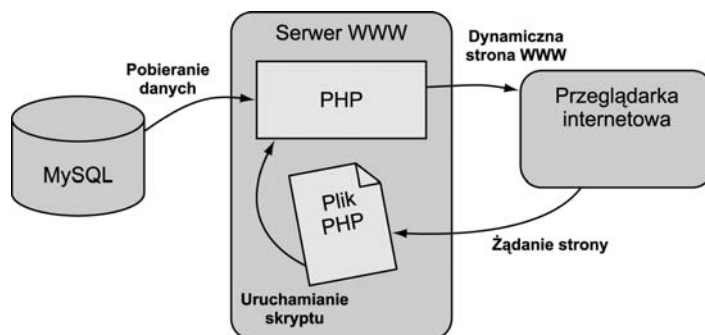 Serwer WWW
Dynamiczna
strona WWW
Pobieranie
danych
PHP
Przeglądarka
internetowa
MySQL
Plik
PHP
Żądanie strony
Uruchamianie
skryptu